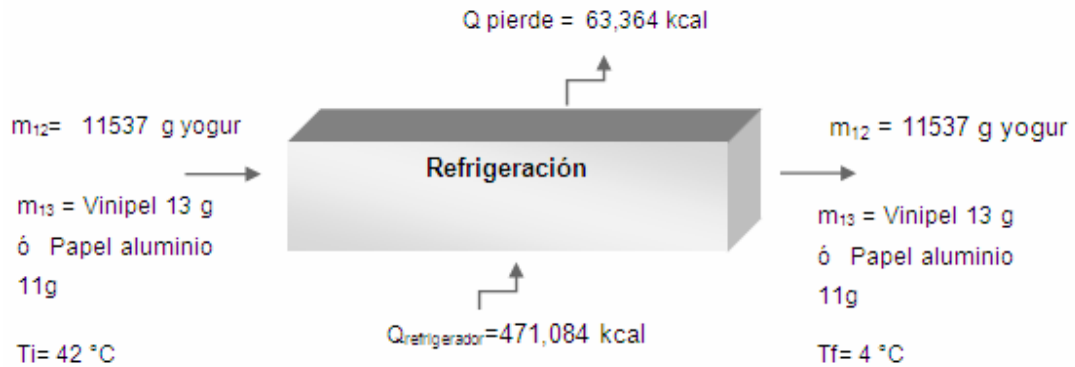 Q pierde = 63,364 kcal
m₁₂= 11537 g yogur
m₁₃ = Vinipel 13 g
ó Papel aluminio
11g
Ti= 42 °C
Refrigeración
Qrefrigerador=471,084 kcal
m₁₂ = 11537 g yogur
m₁₃ = Vinipel 13 g
ó Papel aluminio
11g
Tf= 4 °C